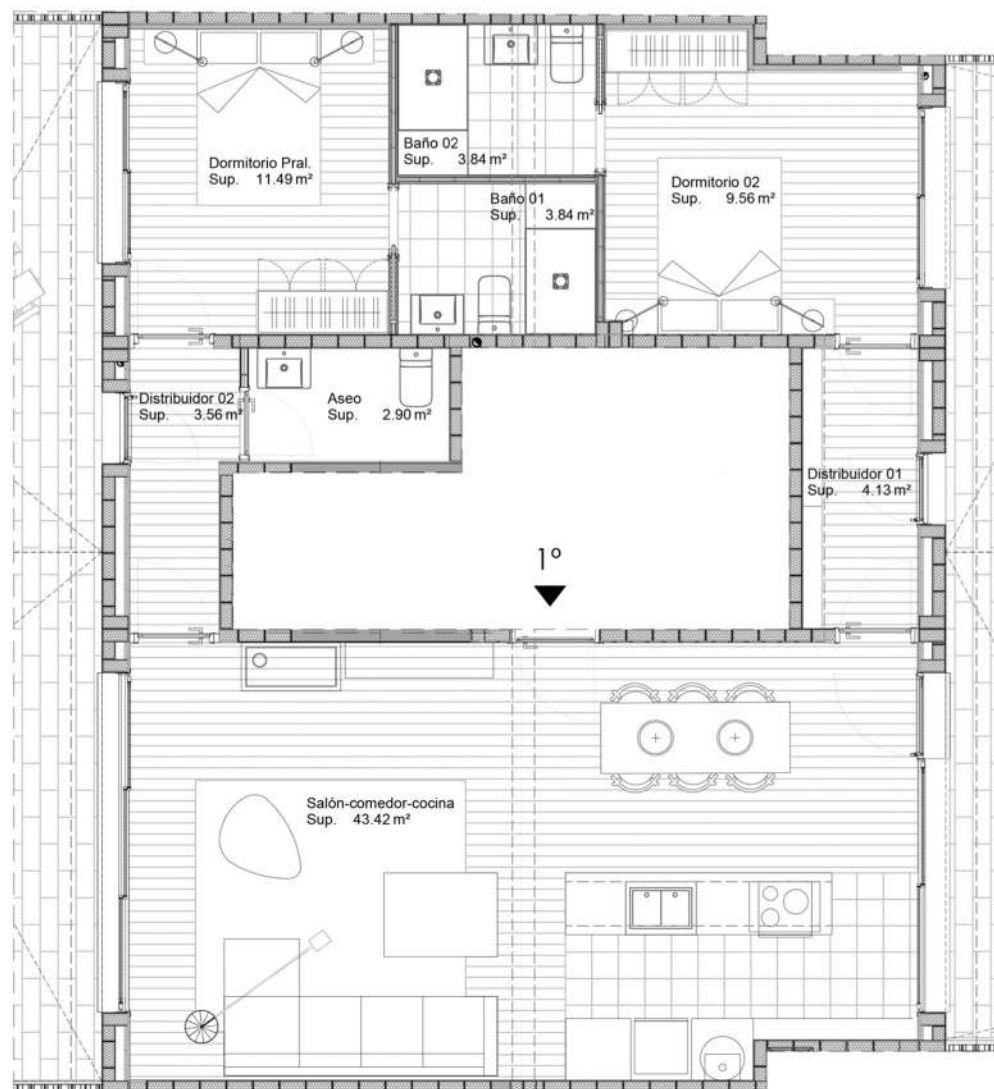 Baño 02
Sup. 3.84 m²
Dormitorio Pral.
Sup. 11.49 m²
Dormitorio 02
Sup. 9.56 m²
Baño 01
Sup. 3.84 m²
Distribuidor 02
Sup. 3.56 m²
Aseo
Sup. 2.90 m²
Distribuidor 01
Sup. 4.13 m²
1º
Salón-comedor-cocina
Sup. 43.42 m²